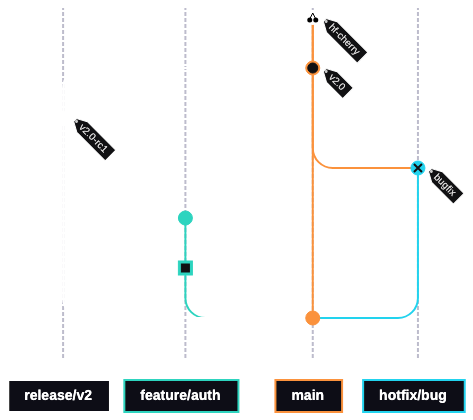 hf-cherry
v2.0
v2.0-rc1
bugfix
release/v2
feature/auth
main
hotfix/bug